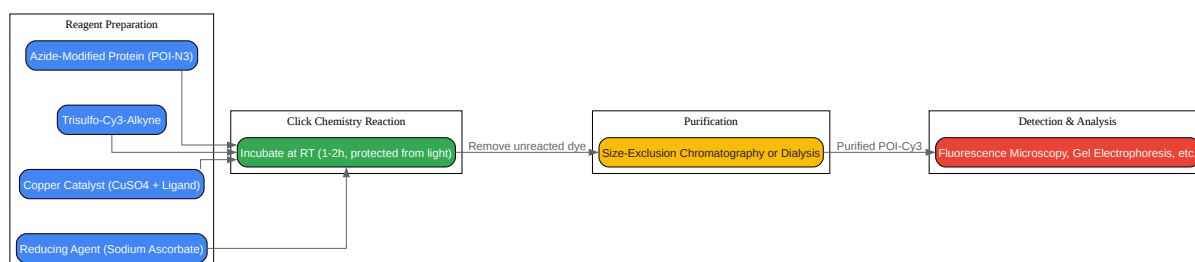 Reagent Preparation
Azide-Modified Protein (POI-N3)
Trisulfo-Cy3-Alkyne
Copper Catalyst (CuSO4 + Ligand)
Reducing Agent (Sodium Ascorbate)
Click Chemistry Reaction
Incubate at RT (1-2h, protected from light)
Remove unreacted dye
Purification
Size-Exclusion Chromatography or Dialysis
Purified POI-Cy3
Detection & Analysis
Fluorescence Microscopy, Gel Electrophoresis, etc.